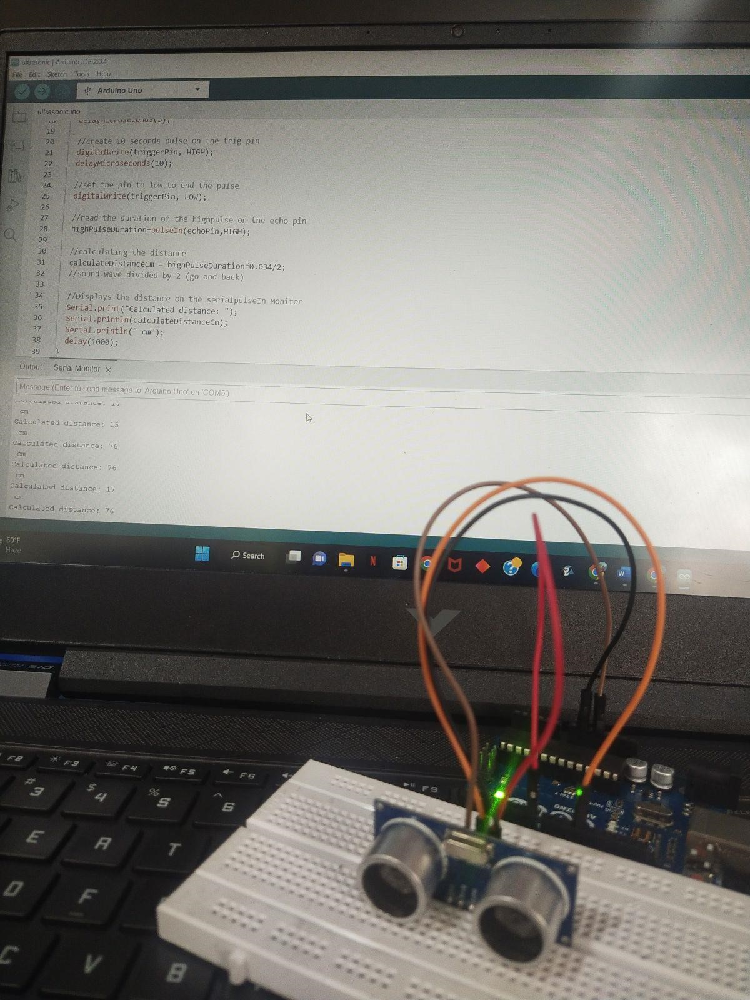 ultrasonic | Arduino IDE 2.0.4
File Edit Sketch Tools Help
Arduino Uno
ultrasonic.ino
18 delayMicroseconds(5);
19
20 //create 10 seconds pulse on the trig pin
21 digitalWrite(triggerPin, HIGH);
22 delayMicroseconds(10);
23
24 //set the pin to low to end the pulse
25 digitalWrite(triggerPin, LOW);
26
27 //read the duration of the highpulse on the echo pin
28 highPulseDuration=pulseIn(echoPin,HIGH);
29
30 //calculating the distance
31 calculateDistanceCm = highPulseDuration*0.034/2;
32 //sound wave divided by 2 (go and back)
33
34 //Displays the distance on the serialpulseIn Monitor
35 Serial.print("Calculated distance: ");
36 Serial.println(calculateDistanceCm);
37 Serial.println(" cm");
38 delay(1000);
39 }
Output Serial Monitor
Message (Enter to send message to 'Arduino Uno' on 'COM5')
Calculated distance:
cm
Calculated distance: 15
cm
Calculated distance: 76
cm
Calculated distance: 76
cm
Calculated distance: 17
cm
Calculated distance: 76
60°F
Haze
Search
N
W
F2 F3 F4 F5 F6 F9
# 3 $ 4 % 5 ^ 6
E R T
D F
C V B
ITALY
MADE